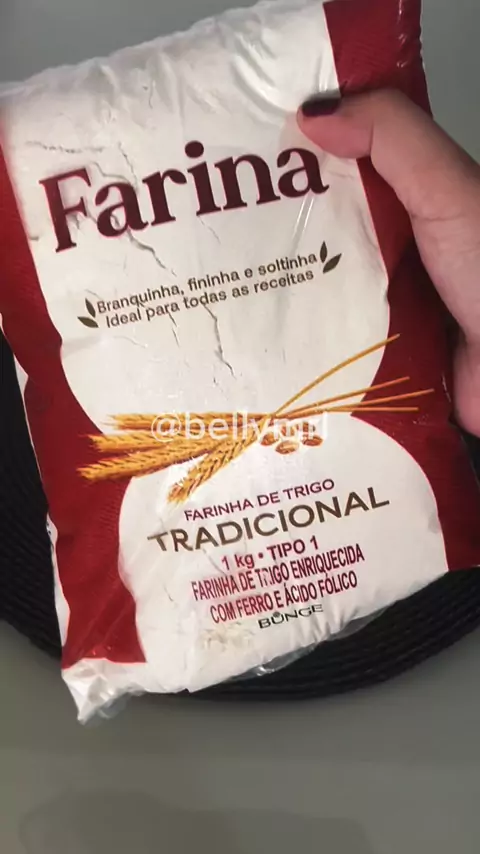 Farina
Branquinha, fininha e soltinha
Ideal para todas as receitas
FARINHA DE TRIGO
TRADICIONAL
1 kg • TIPO 1
FARINHA DE TRIGO ENRIQUECIDA
COM FERRO E ÁCIDO FÓLICO
BUNGE